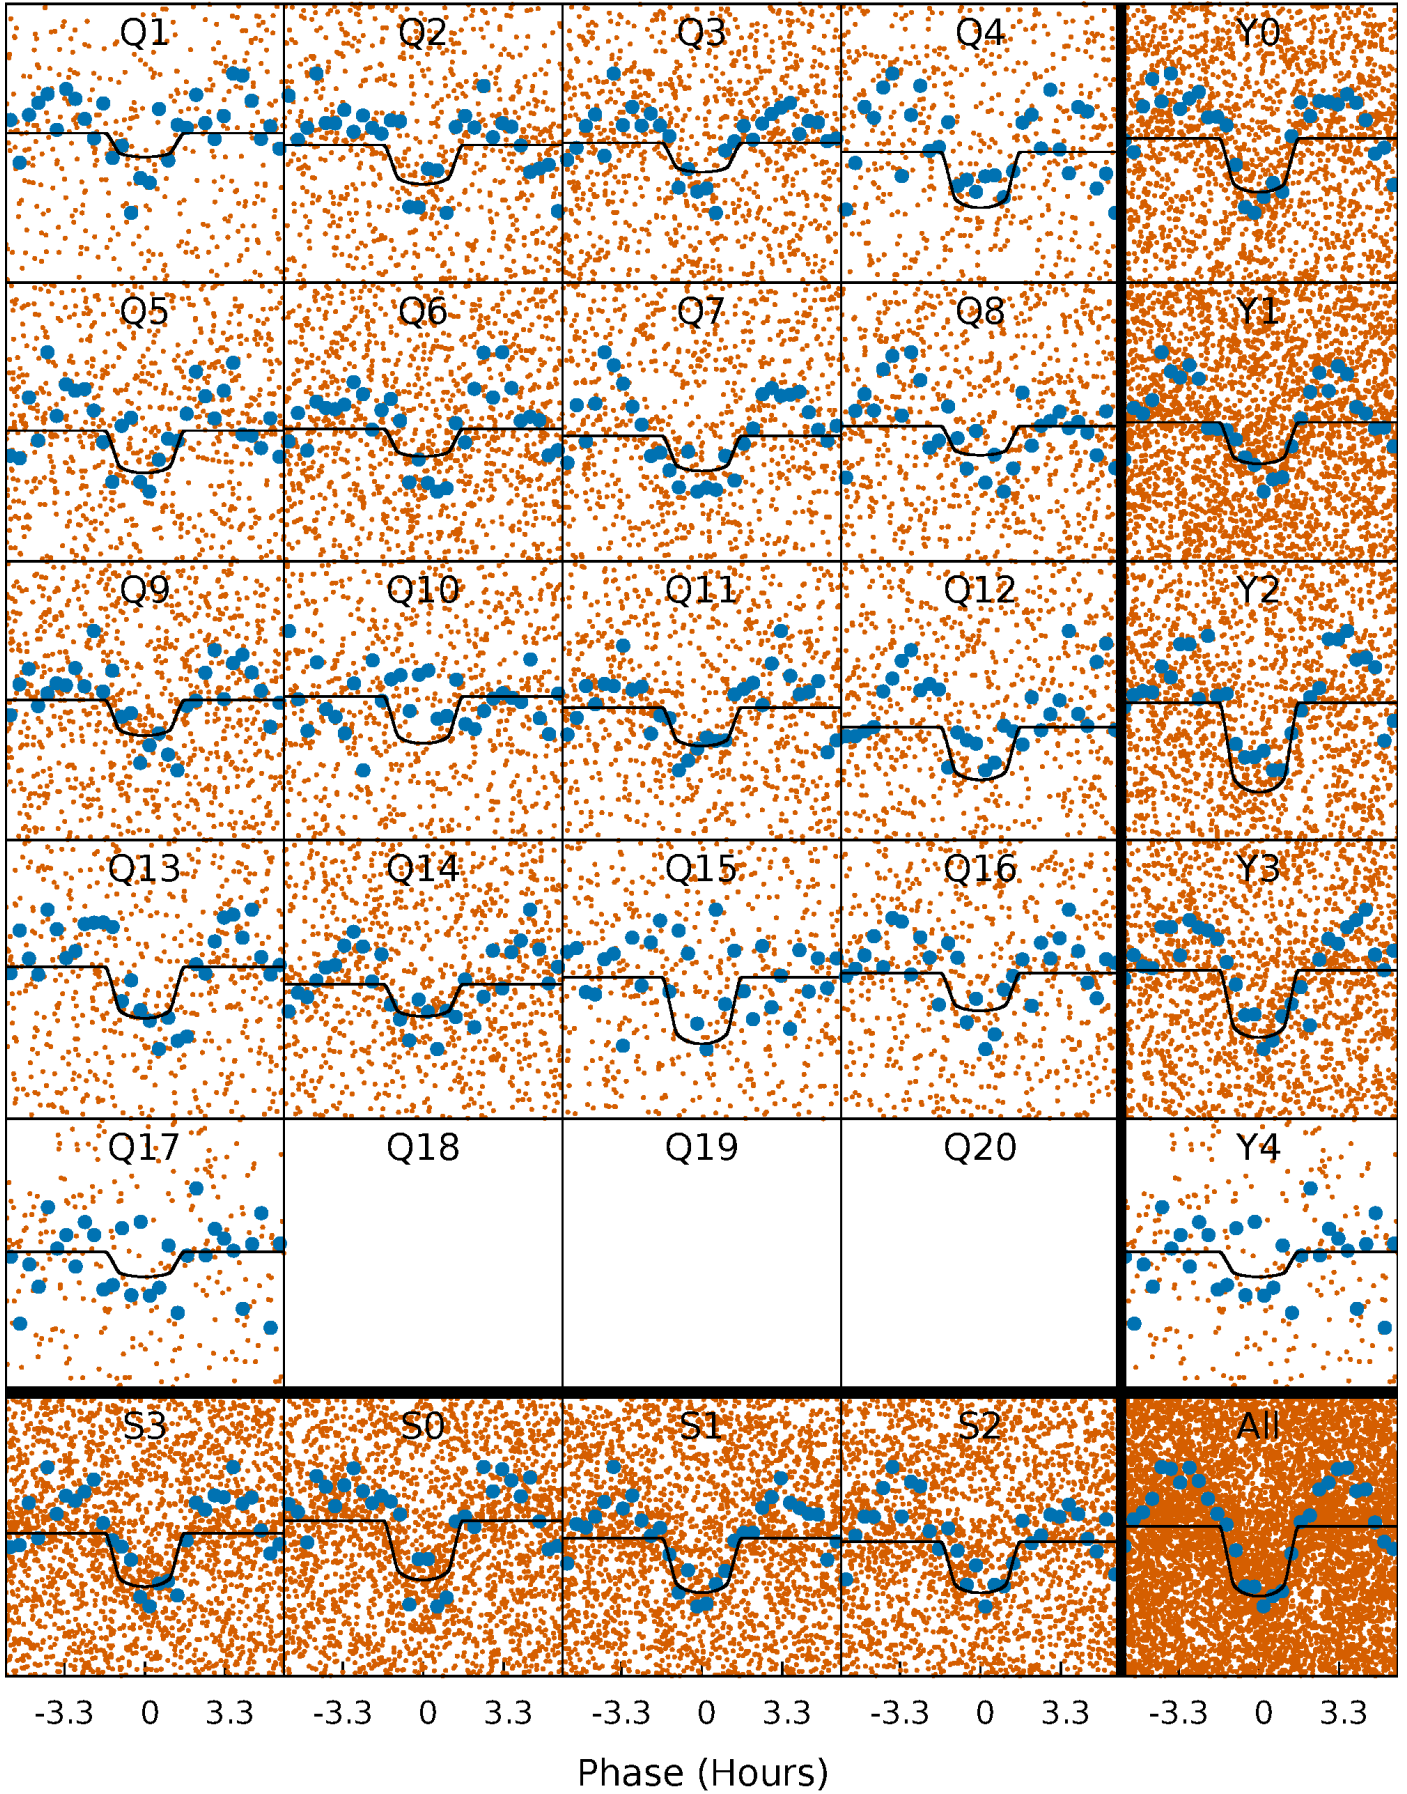 Q1 Q2 Q3 Q4 Y0
Q5 Q6 Q7 Q8 Y1
Q9 Q10 Q11 Q12 Y2
Q13 Q14 Q15 Q16 Y3
Q17 Q18 Q19 Q20 Y4
S3 S0 S1 S2 All
-3.3 0 3.3 -3.3 0 3.3 -3.3 0 3.3 -3.3 0 3.3 -3.3 0 3.3
Phase (Hours)